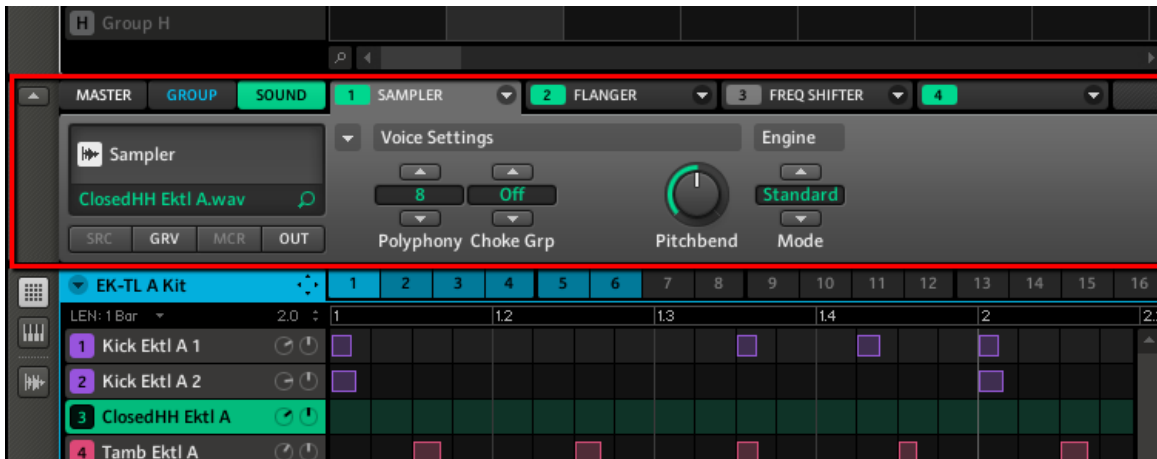 H Group H
MASTER GROUP SOUND 1 SAMPLER 2 FLANGER 3 FREQ SHIFTER 4
Sampler Voice Settings Engine
ClosedHH Ektl A.wav 8 Off Standard
SRC GRV MCR OUT Polyphony Choke Grp Pitchbend Mode
EK-TL A Kit 1 2 3 4 5 6 7 8 9 10 11 12 13 14 15 16
LEN: 1 Bar 2.0 1 1.2 1.3 1.4 2 2.
1 Kick Ektl A 1
2 Kick Ektl A 2
3 ClosedHH Ektl A
4 Tamb Ektl A